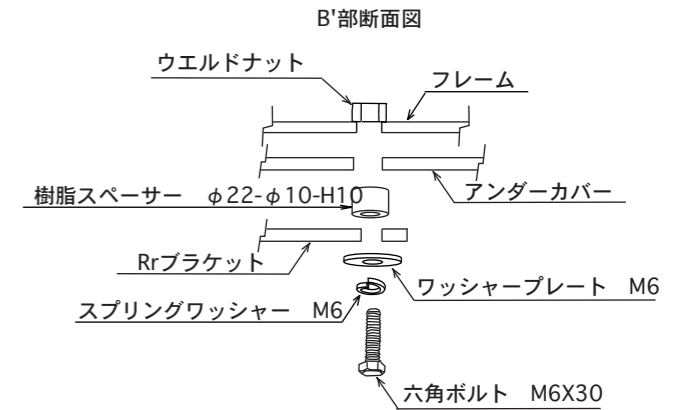 B'部断面図
ウエルドナット
フレーム
樹脂スペーサー　φ22-φ10-H10
アンダーカバー
Rrブラケット
ワッシャープレート　M6
スプリングワッシャー　M6
六角ボルト　M6X30